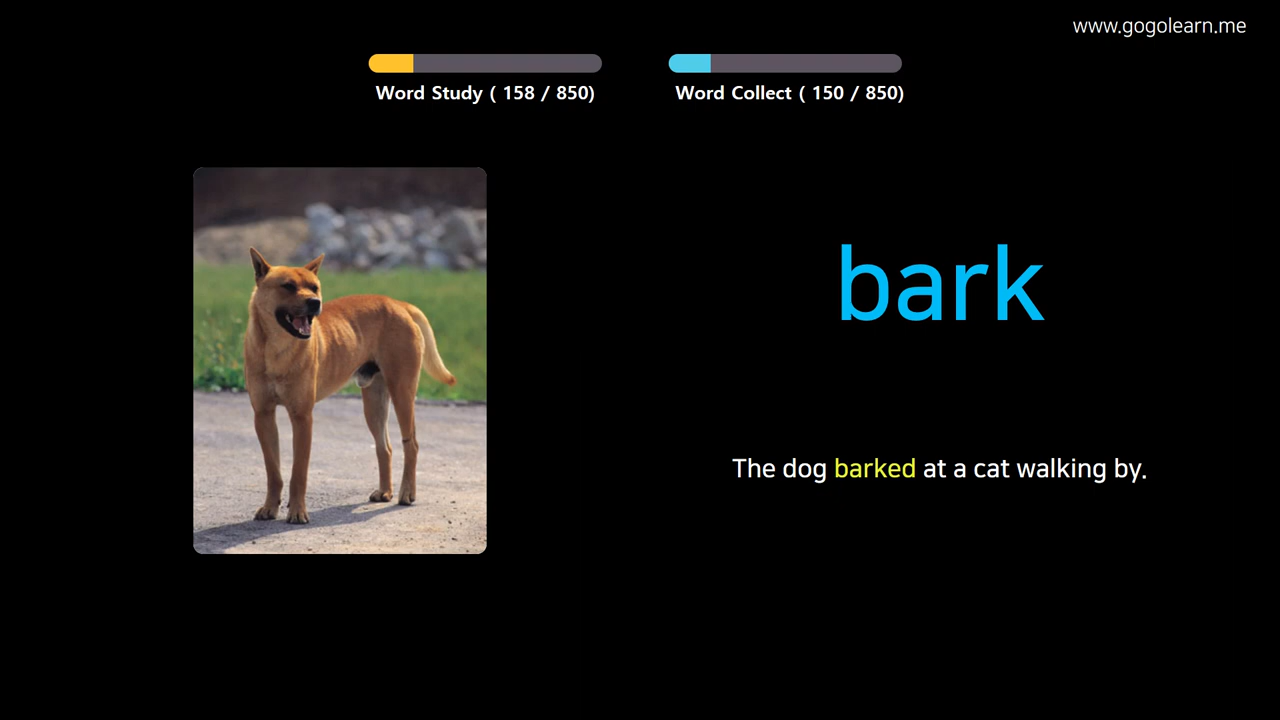 www.gogolearn.me
Word Study ( 158 / 850)
Word Collect ( 150 / 850)
bark
The dog barked at a cat walking by.